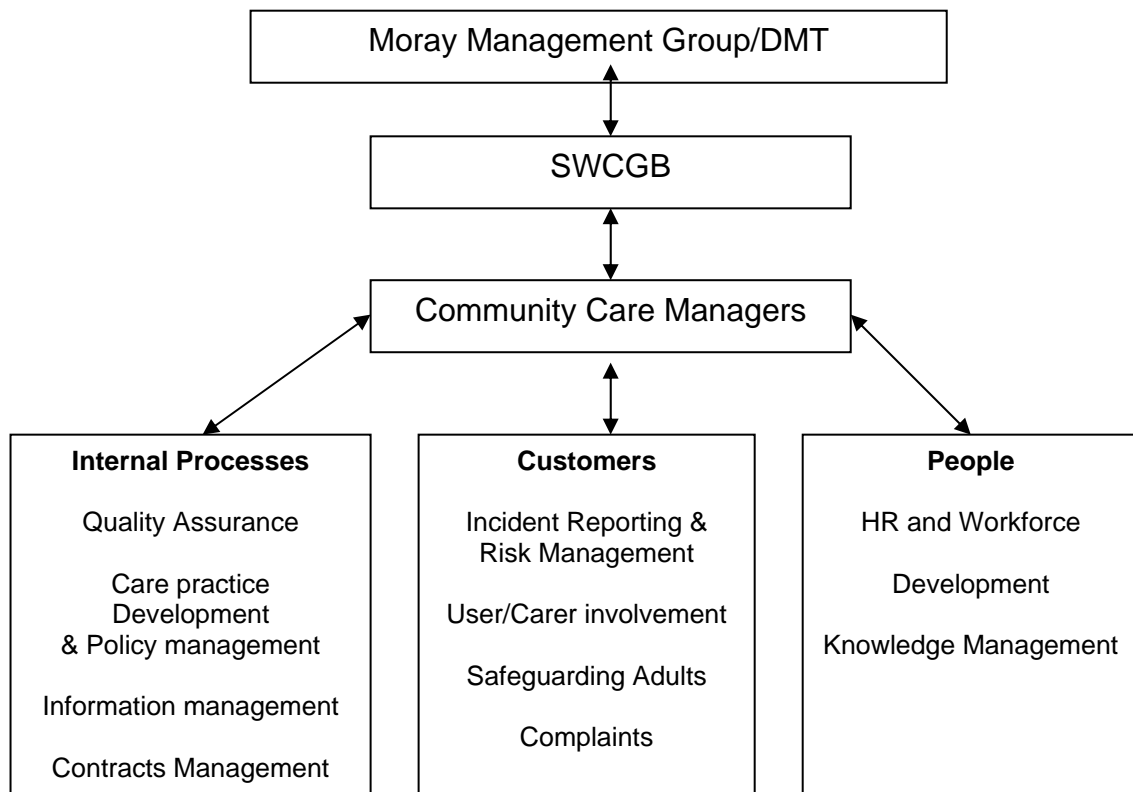 Moray Management Group/DMT
SWCGB
Community Care Managers
Internal Processes
Quality Assurance
Care practice
Development
& Policy management
Information management
Contracts Management
Customers
Incident Reporting &
Risk Management
User/Carer involvement
Safeguarding Adults
Complaints
People
HR and Workforce
Development
Knowledge Management